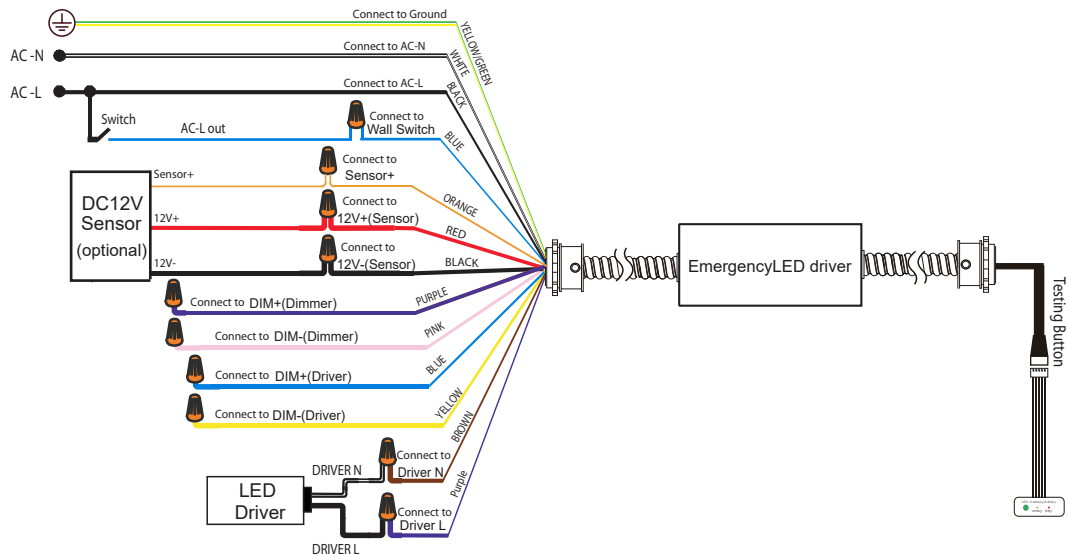 Connect to Ground
YELLOW/GREEN
AC-N
Connect to AC-N
WHITE
AC-L
Connect to AC-L
BLACK
Switch
AC-L out
Connect to
Wall Switch
BLUE
Sensor+
Connect to
Sensor+
ORANGE
DC12V
Sensor
(optional)
12V+
Connect to
12V+(Sensor)
RED
12V-
Connect to
12V-(Sensor)
BLACK
EmergencyLED driver
Testing Button
Connect to DIM+(Dimmer)
PURPLE
Connect to DIM-(Dimmer)
PINK
Connect to DIM+(Driver)
BLUE
Connect to DIM-(Driver)
YELLOW
BROWN
LED
Driver
DRIVER N
Connect to
Driver N
Purple
DRIVER L
Connect to
Driver L